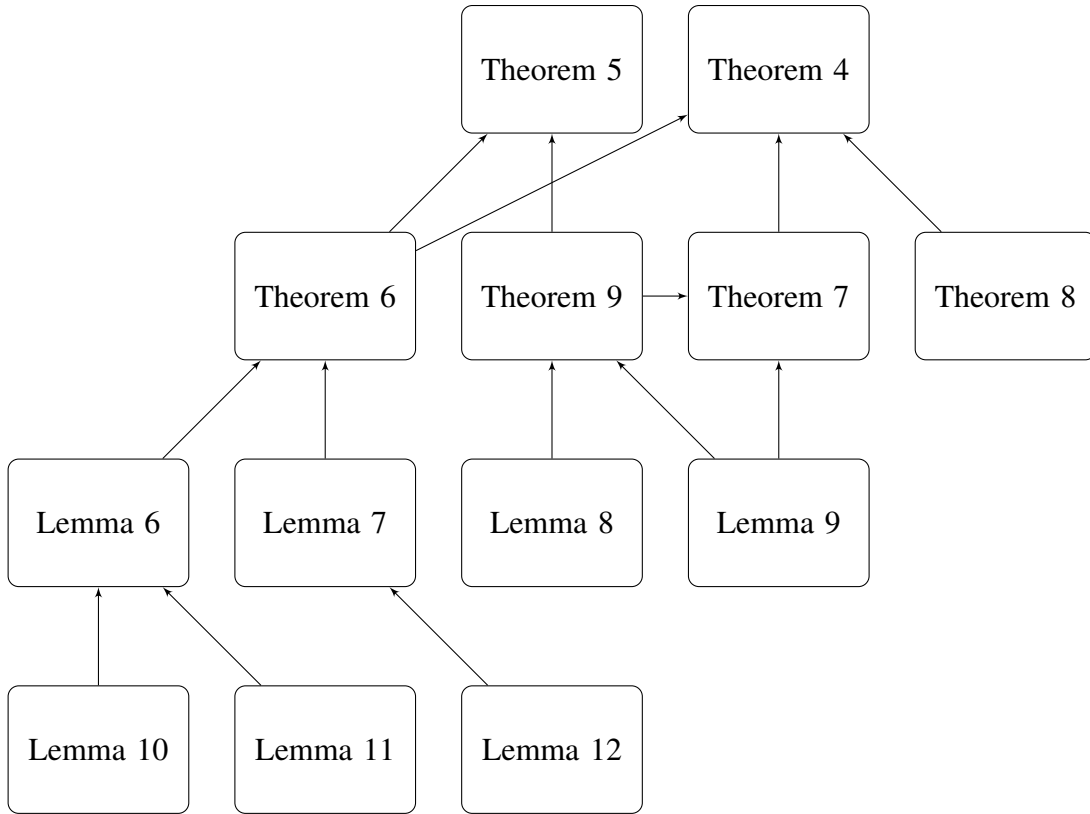 Theorem 5
Theorem 4
Theorem 6
Theorem 9
Theorem 7
Theorem 8
Lemma 6
Lemma 7
Lemma 8
Lemma 9
Lemma 10
Lemma 11
Lemma 12